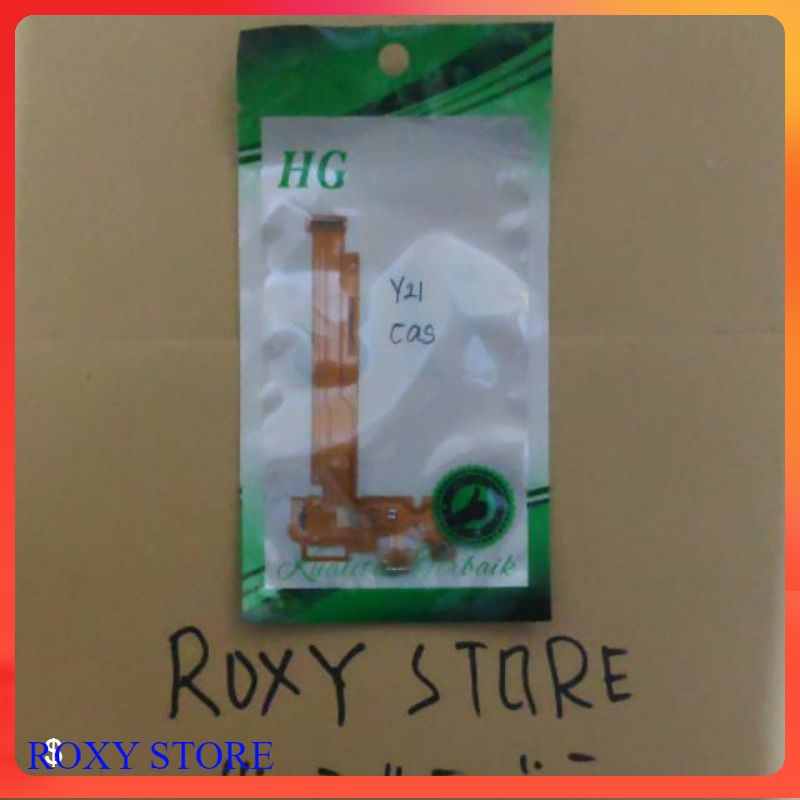 HG
Y21
cas
Kualitas Terbaik
ROXY STORE
ROXY STORE